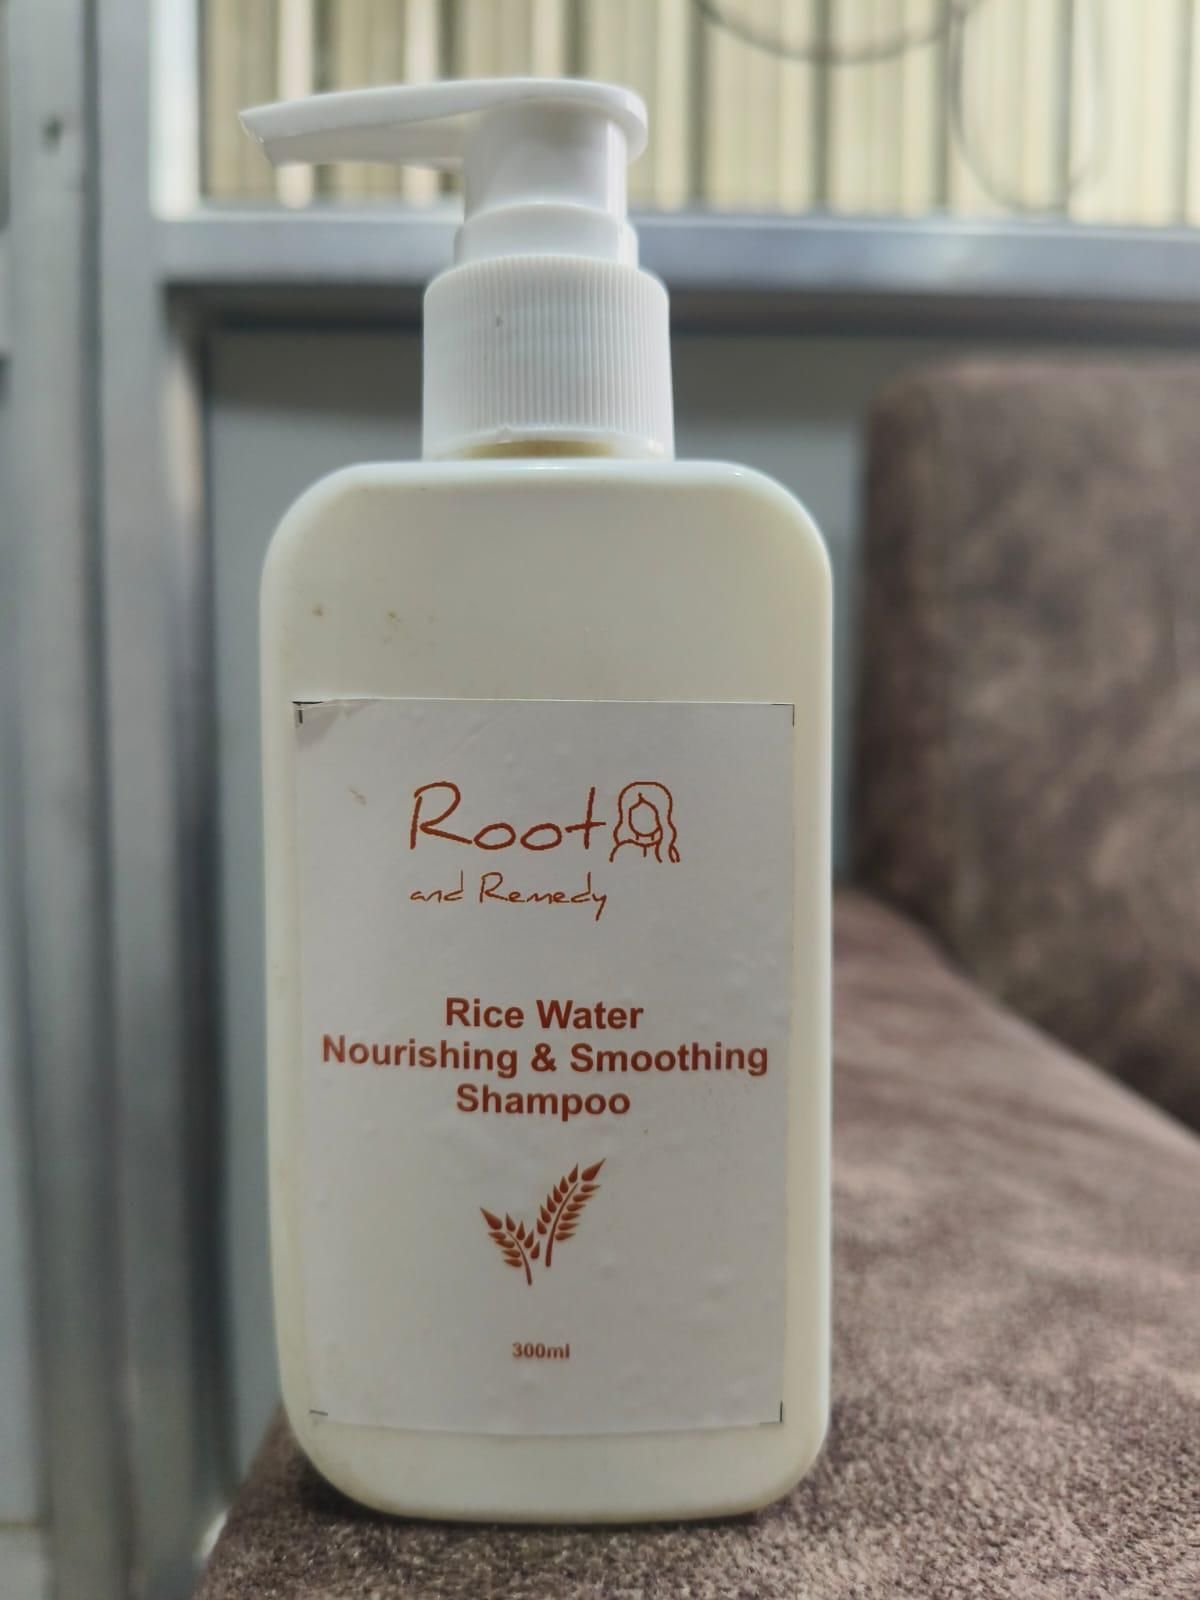 Root
and Remedy
Rice Water
Nourishing & Smoothing
Shampoo
300ml